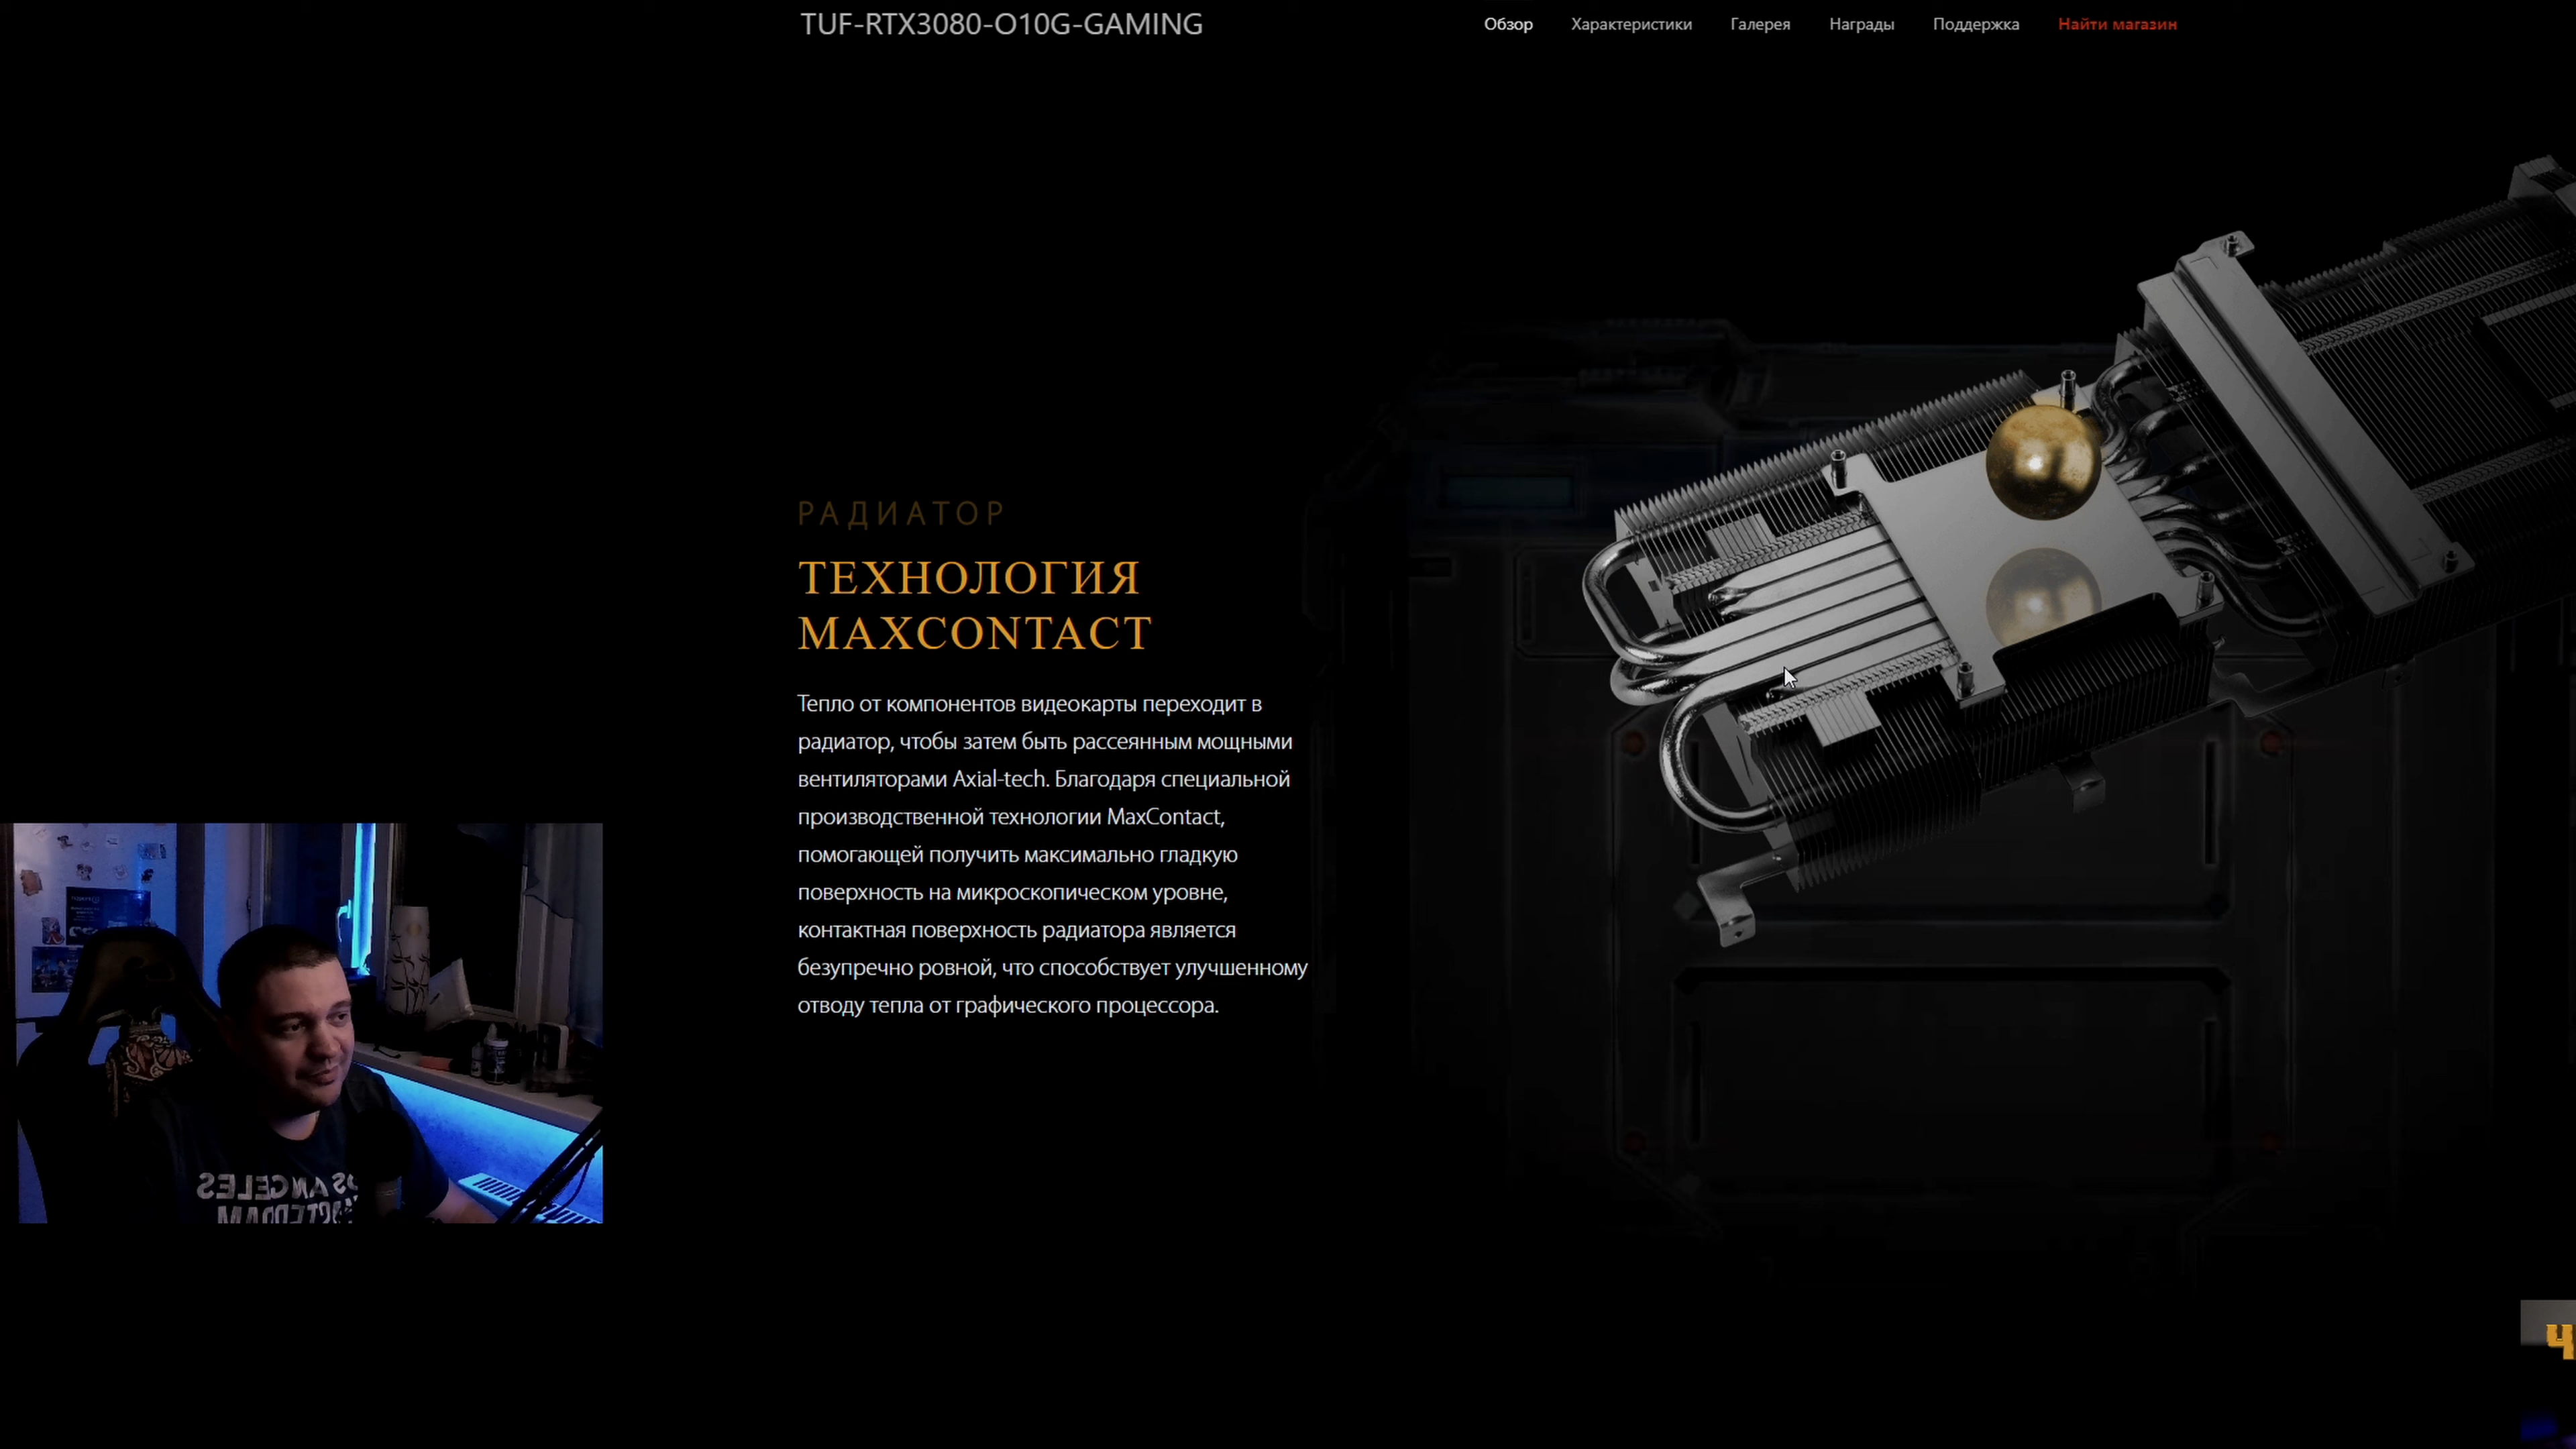 TUF-RTX3080-O10G-GAMING
Обзор Характеристики Галерея Награды Поддержка Найти магазин
РАДИАТОР
ТЕХНОЛОГИЯ
MAXCONTACT
Тепло от компонентов видеокарты переходит в
радиатор, чтобы затем быть рассеянным мощными
вентиляторами Axial-tech. Благодаря специальной
производственной технологии MaxContact,
помогающей получить максимально гладкую
поверхность на микроскопическом уровне,
контактная поверхность радиатора является
безупречно ровной, что способствует улучшенному
отводу тепла от графического процессора.
OS ANGELES
Ч